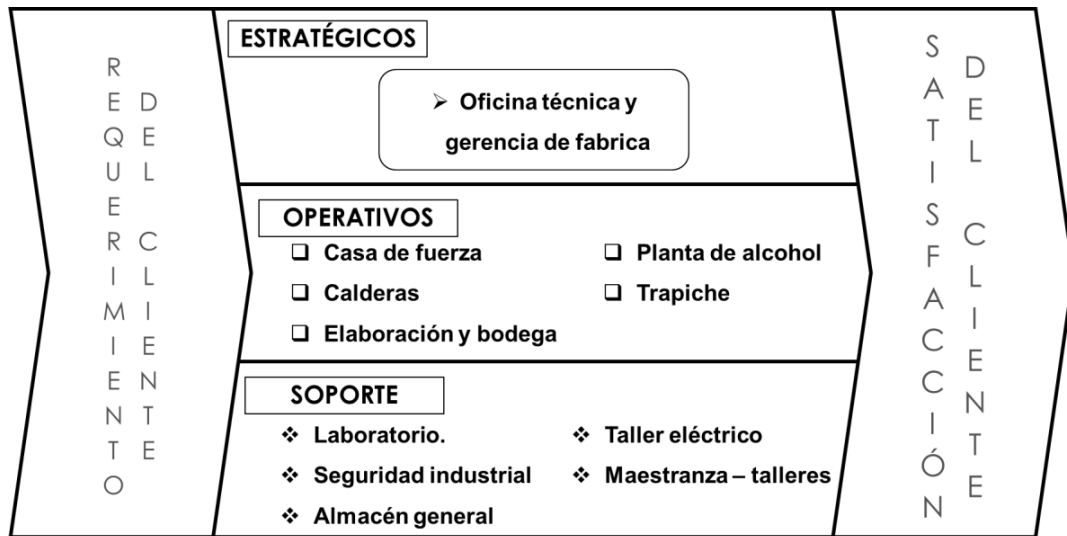 REQUERIMIENTO
DEL CLIENTE
ESTRATÉGICOS
➢ Oficina técnica y
gerencia de fabrica
OPERATIVOS
❑ Casa de fuerza
❑ Planta de alcohol
❑ Calderas
❑ Trapiche
❑ Elaboración y bodega
SOPORTE
❖ Laboratorio.
❖ Taller eléctrico
❖ Seguridad industrial
❖ Maestranza – talleres
❖ Almacén general
SATISFACCIÓN
DEL CLIENTE